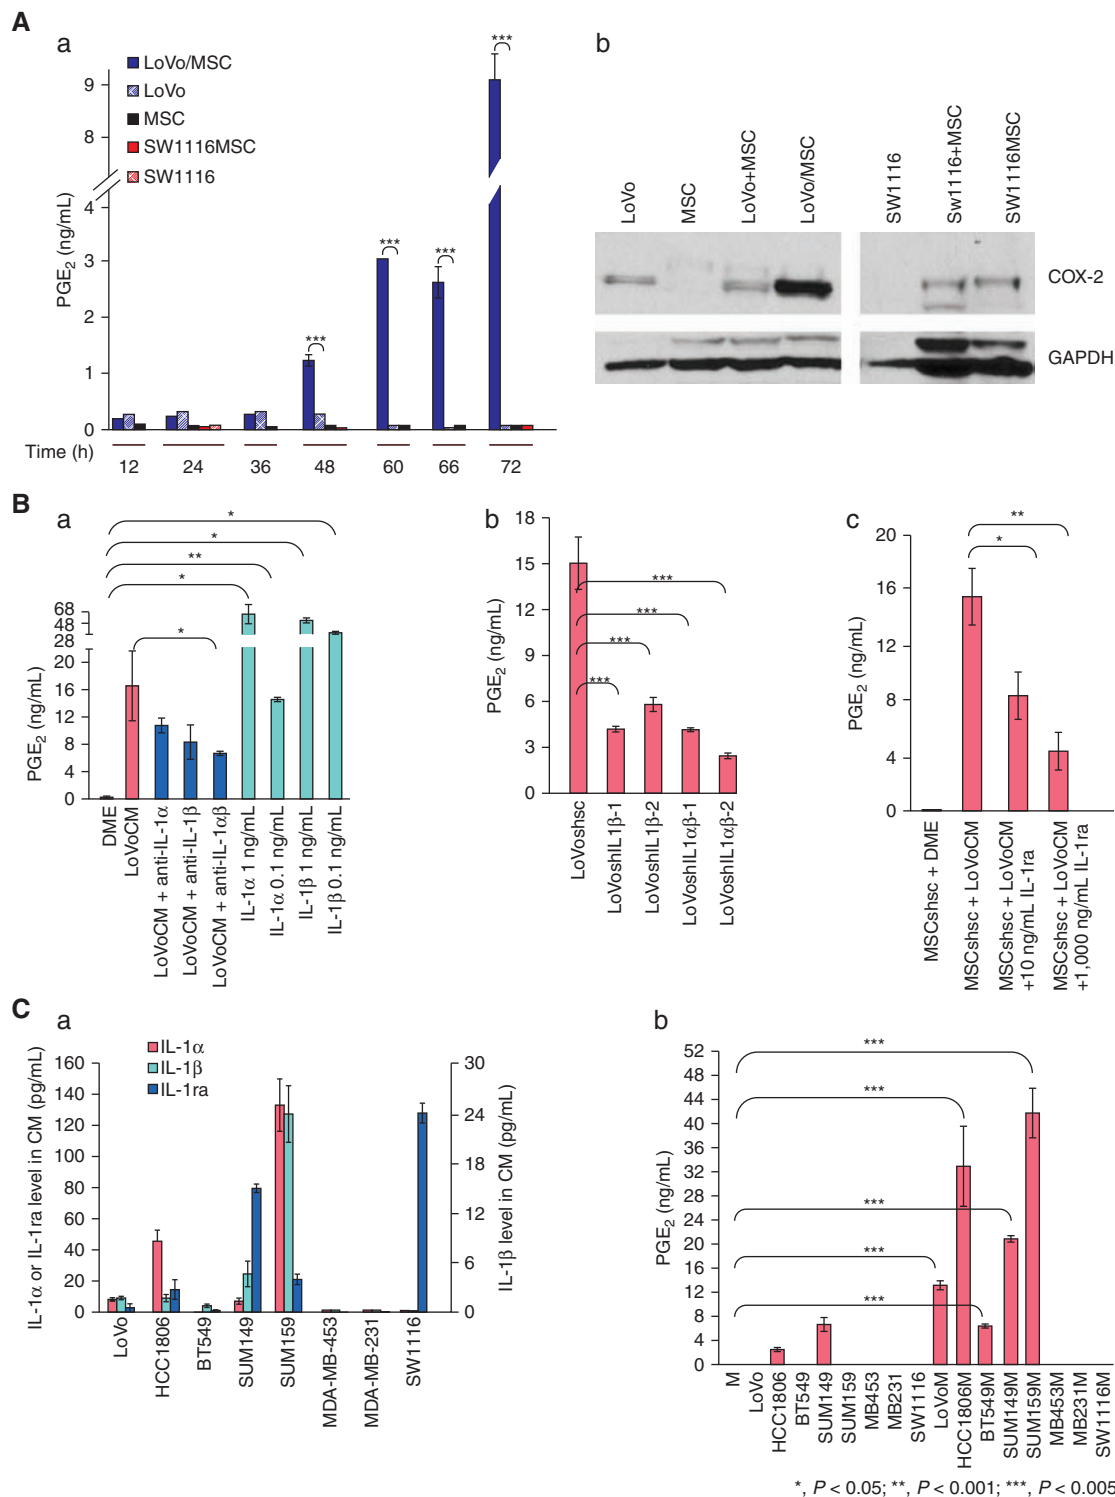 A
a
LoVo/MSC
LoVo
MSC
SW1116MSC
SW1116
PGE2 (ng/mL)
9
8
4
3
2
1
0
***
***
***
***
***
Time (h)
12 24 36 48 60 66 72
b
LoVo
MSC
LoVo+MSC
LoVo/MSC
SW1116
Sw1116+MSC
SW1116MSC
COX-2
GAPDH
B
a
*
*
**
*
*
PGE2 (ng/mL)
68
48
28
20
16
12
8
4
0
DME
LoVoCM
LoVoCM + anti-IL-1α
LoVoCM + anti-IL-1β
LoVoCM + anti-IL-1αβ
IL-1α 1 ng/mL
IL-1α 0.1 ng/mL
IL-1β 1 ng/mL
IL-1β 0.1 ng/mL
b
PGE2 (ng/mL)
18
15
12
9
6
3
0
***
***
***
***
LoVoshsc
LoVoshIL1β-1
LoVoshIL1β-2
LoVoshIL1αβ-1
LoVoshIL1αβ-2
c
PGE2 (ng/mL)
20
16
12
8
4
0
**
*
MSCshsc + DME
MSCshsc + LoVoCM
MSCshsc + LoVoCM
+10 ng/mL IL-1ra
MSCshsc + LoVoCM
+1,000 ng/mL IL-1ra
C
a
IL-1α
IL-1β
IL-1ra
IL-1α or IL-1ra level in CM (pg/mL)
160
140
120
100
80
60
40
20
0
30
24
18
12
6
0
IL-1β level in CM (pg/mL)
LoVo
HCC1806
BT549
SUM149
SUM159
MDA-MB-453
MDA-MB-231
SW1116
b
PGE2 (ng/mL)
52
48
44
40
36
32
28
24
20
16
12
8
4
0
***
***
***
***
***
M
LoVo
HCC1806
BT549
SUM149
SUM159
MB453
MB231
SW1116
LoVoM
HCC1806M
BT549M
SUM149M
SUM159M
MB453M
MB231M
SW1116M
*, P < 0.05; **, P < 0.001; ***, P < 0.005